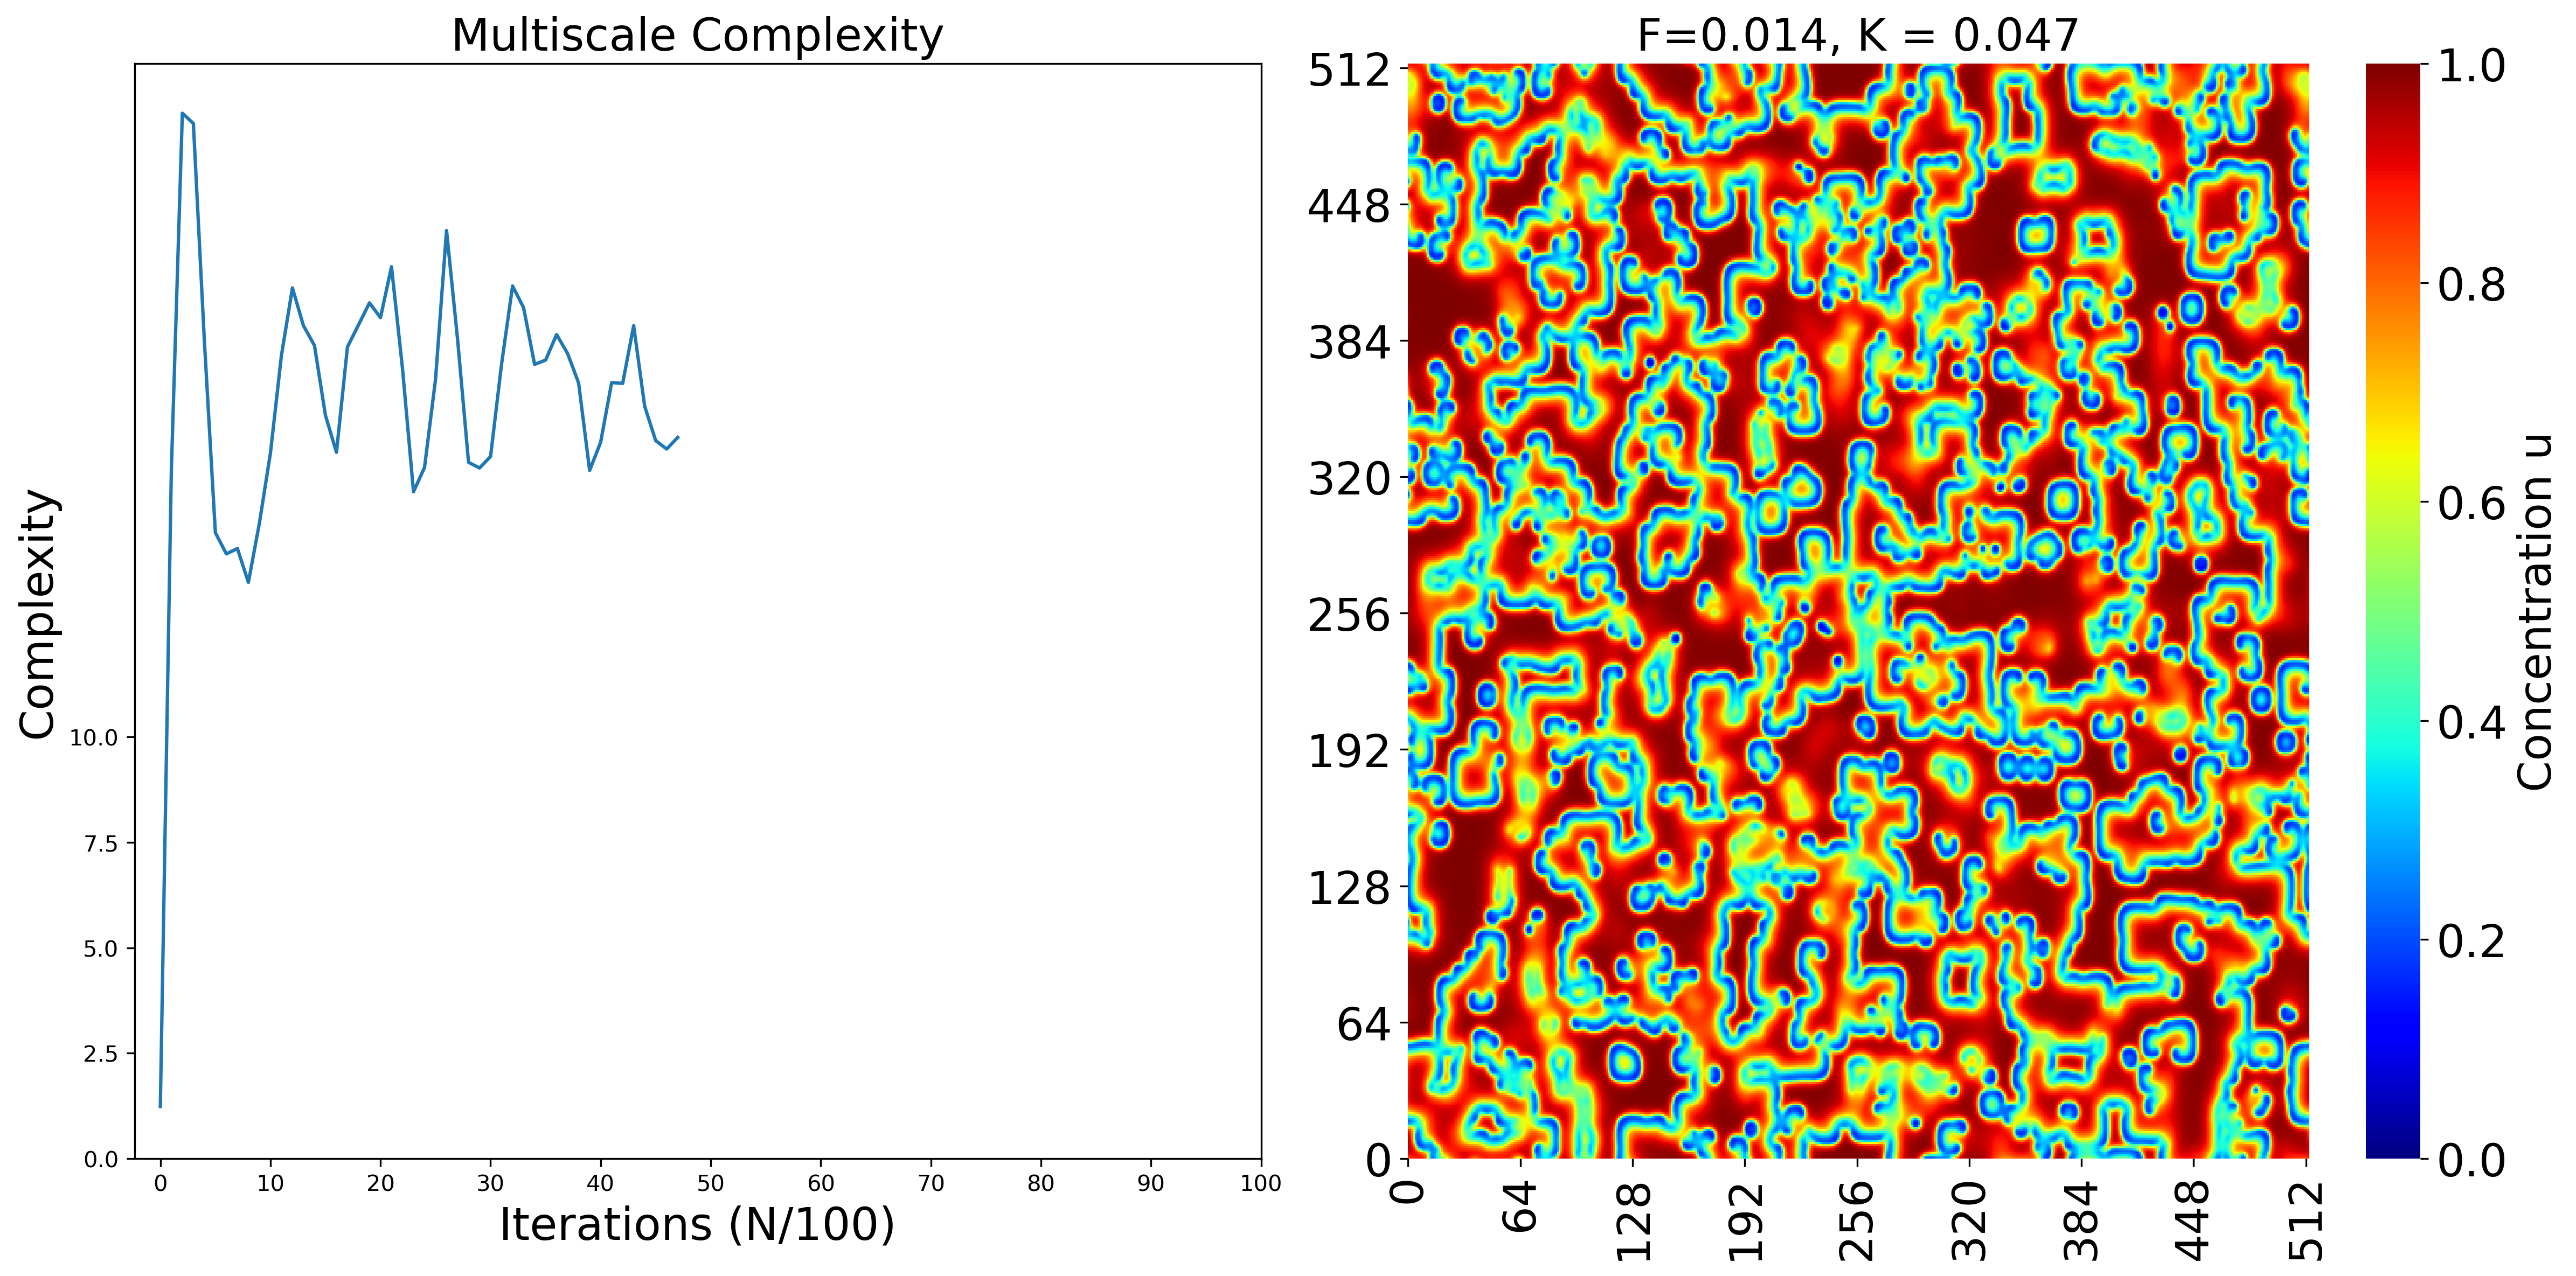 Multiscale Complexity
Complexity
10.0
7.5
5.0
2.5
0.0
0 10 20 30 40 50 60 70 80 90 100
Iterations (N/100)
F=0.014, K = 0.047
512
448
384
320
256
192
128
64
0
0 64 128 192 256 320 384 448 512
1.0
0.8
0.6
0.4
0.2
0.0
Concentration u